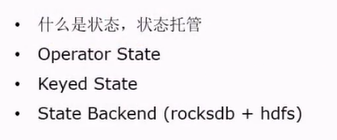 • 什么是状态，状态托管
• Operator State
• Keyed State
• State Backend (rocksdb + hdfs)